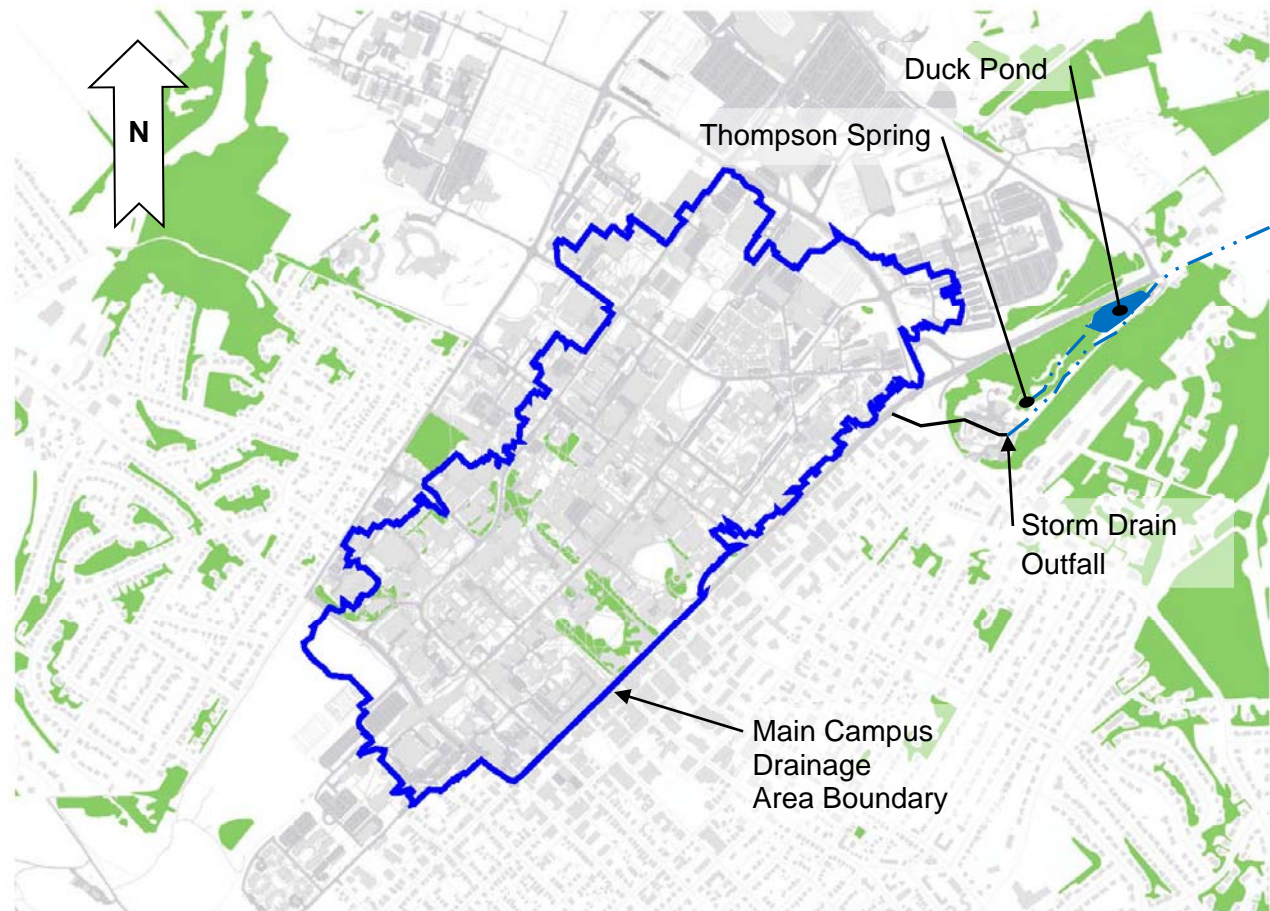 N
Duck Pond
Thompson Spring
Storm Drain
Outfall
Main Campus
Drainage
Area Boundary